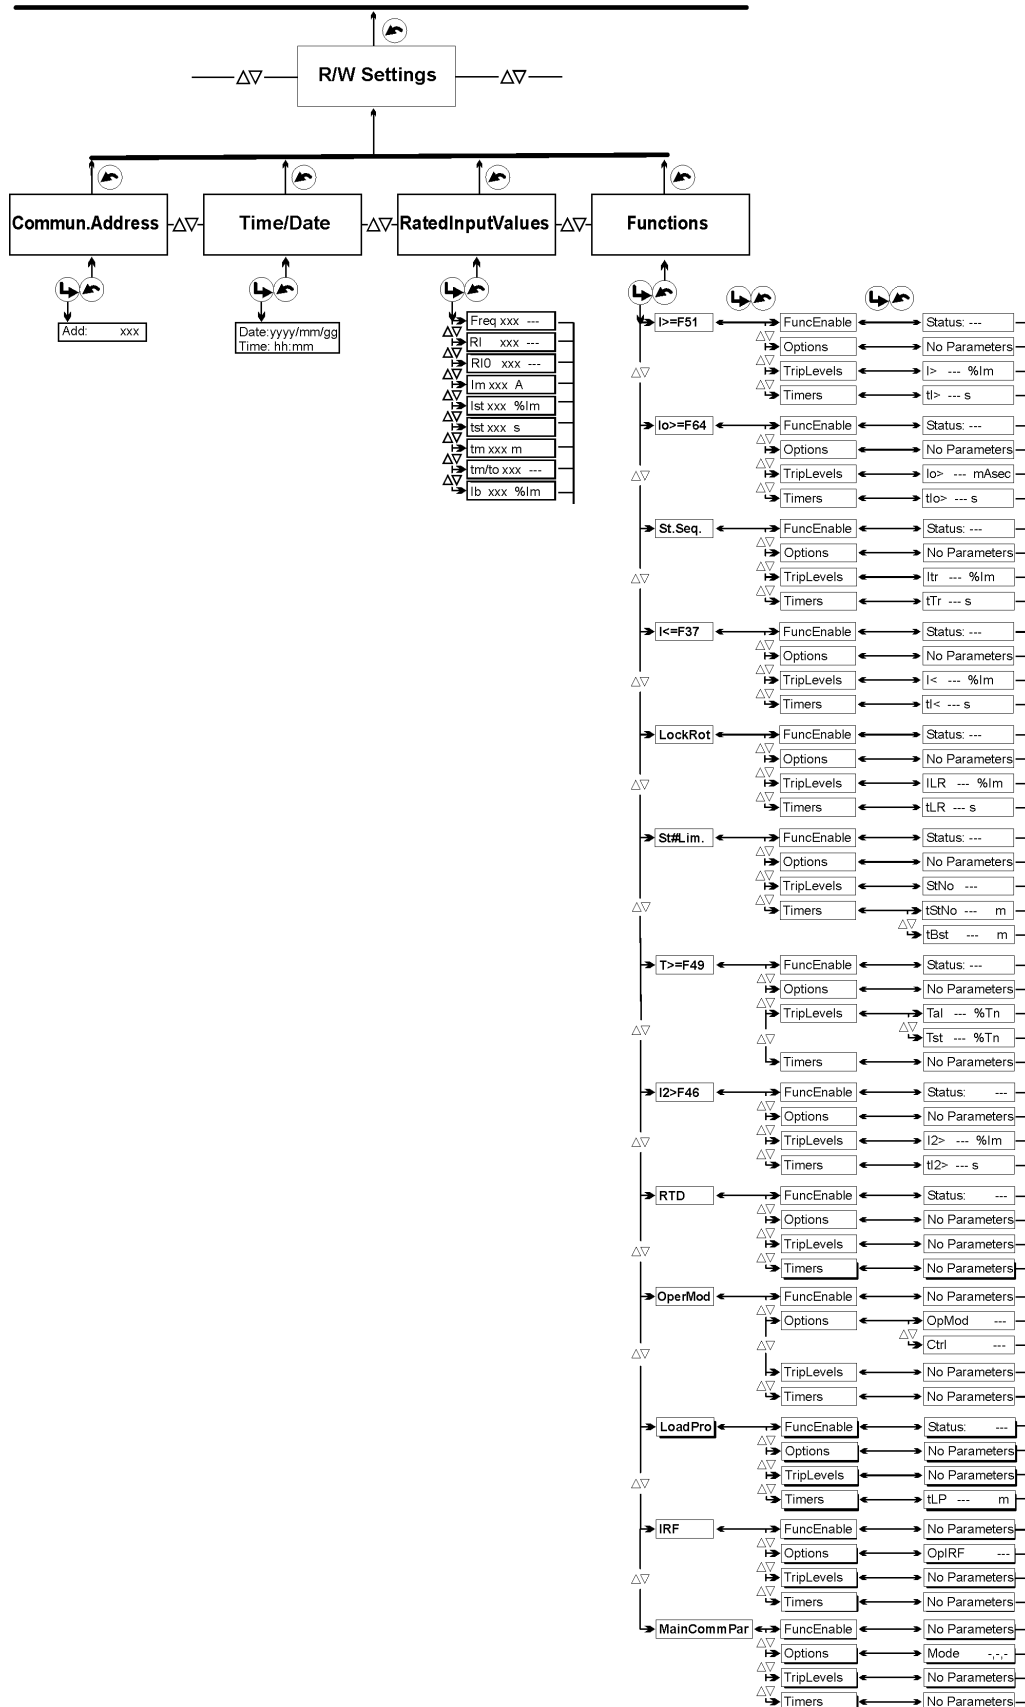 R/W Settings
Commun.Address
Time/Date
RatedInputValues
Functions
Add: xxx
Date:yyyy/mm/gg
Time: hh:mm
Freq xxx ---
RI xxx ---
RI0 xxx ---
Im xxx A
Ist xxx %Im
tst xxx s
tm xxx m
tm/to xxx ---
Ib xxx %Im
I>=F51 FuncEnable Status: ---
Options No Parameters
TripLevels I> --- %Im
Timers tI> --- s
Io>=F64 FuncEnable Status: ---
Options No Parameters
TripLevels Io> --- mAsec
Timers tIo> --- s
St.Seq. FuncEnable Status: ---
Options No Parameters
TripLevels Itr --- %Im
Timers tTr --- s
I<=F37 FuncEnable Status: ---
Options No Parameters
TripLevels I< --- %Im
Timers tI< --- s
LockRot FuncEnable Status: ---
Options No Parameters
TripLevels ILR --- %Im
Timers tLR --- s
St#Lim. FuncEnable Status: ---
Options No Parameters
TripLevels StNo ---
Timers tStNo --- m
tBst --- m
T>=F49 FuncEnable Status: ---
Options No Parameters
TripLevels Tal --- %Tn
Tst --- %Tn
Timers No Parameters
I2>F46 FuncEnable Status: ---
Options No Parameters
TripLevels I2> --- %Im
Timers tI2> --- s
RTD FuncEnable Status: ---
Options No Parameters
TripLevels No Parameters
Timers No Parameters
OperMod FuncEnable No Parameters
Options OpMod ---
Ctrl ---
TripLevels No Parameters
Timers No Parameters
LoadPro FuncEnable Status: ---
Options No Parameters
TripLevels No Parameters
Timers tLP --- m
IRF FuncEnable No Parameters
Options OpIRF ---
TripLevels No Parameters
Timers No Parameters
MainCommPar FuncEnable No Parameters
Options Mode -,-,-
TripLevels No Parameters
Timers No Parameters